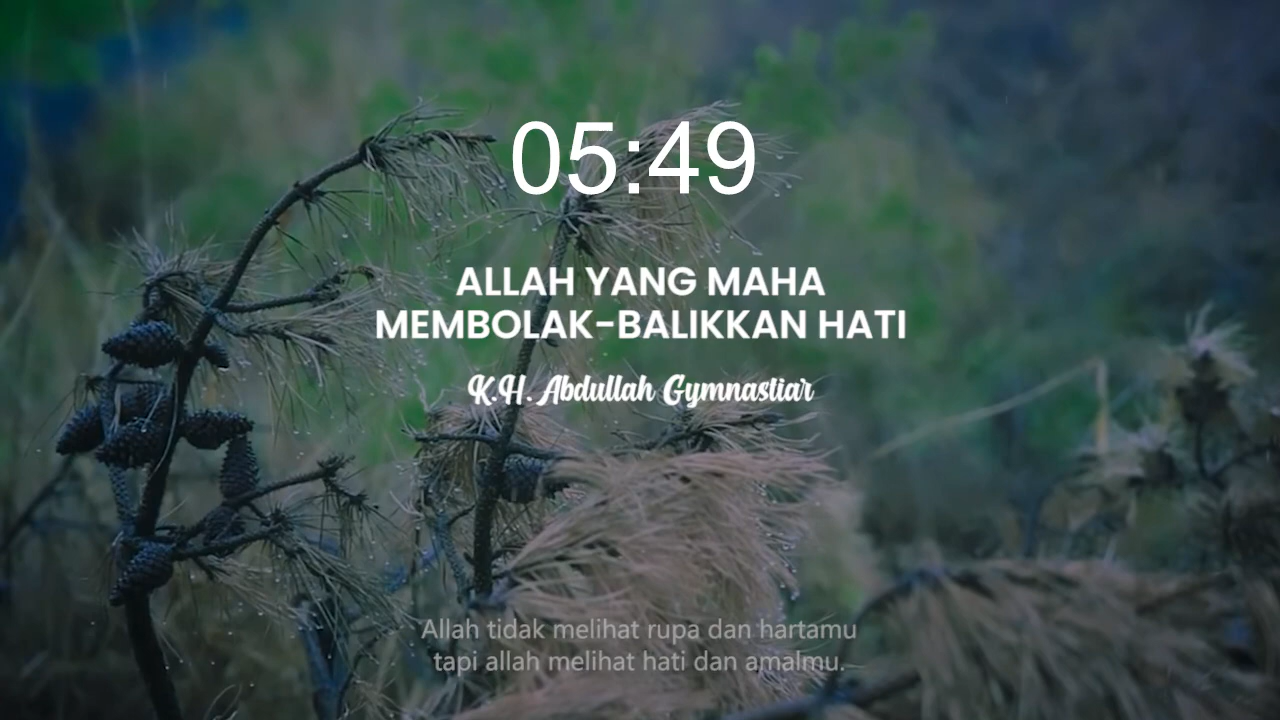 05:49
ALLAH YANG MAHA
MEMBOLAK-BALIKKAN HATI
K.H. Abdullah Gymnastiar
Allah tidak melihat rupa dan hartamu
tapi allah melihat hati dan amalmu.